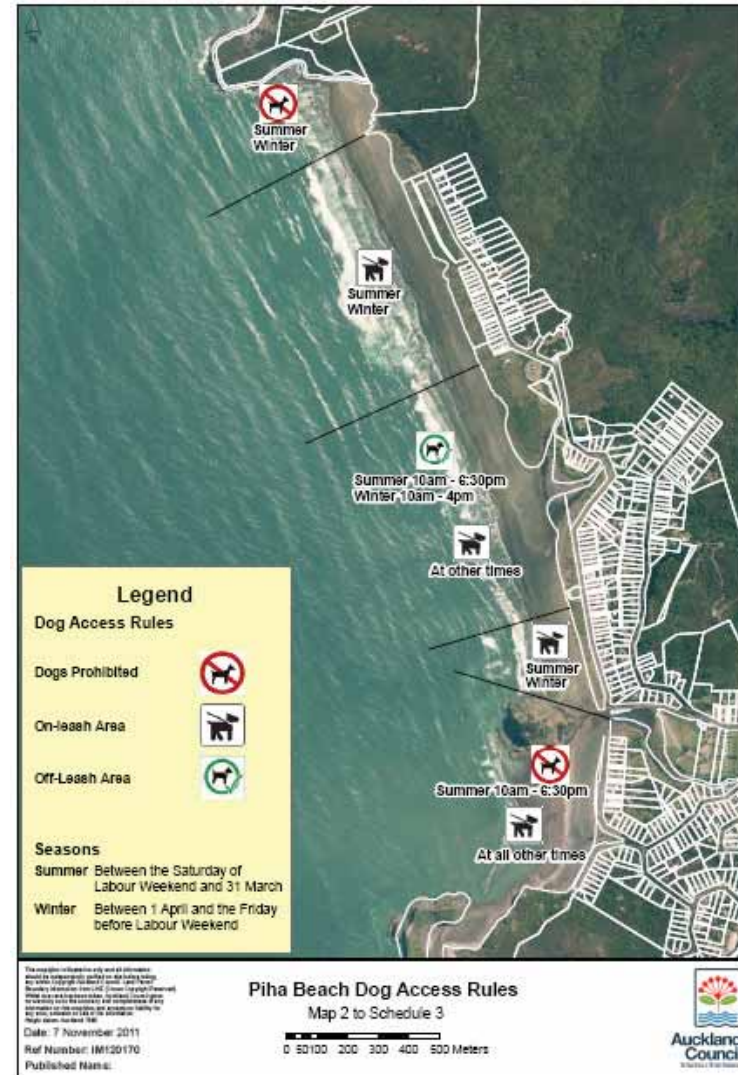 Summer
Winter
Summer
Winter
Summer 10am - 6:30pm
Winter 10am - 4pm
At other times
Summer
Winter
Summer 10am - 6:30pm
At all other times
Legend
Dog Access Rules
Dogs Prohibited
On-leash Area
Off-Leash Area
Seasons
Summer Between the Saturday of
Labour Weekend and 31 March
Winter Between 1 April and the Friday
before Labour Weekend
Date: 7 November 2011
Ref Number: IM120170
Published Name:
Piha Beach Dog Access Rules
Map 2 to Schedule 3
0 50100 200 300 400 500 Meters
Auckland
Council